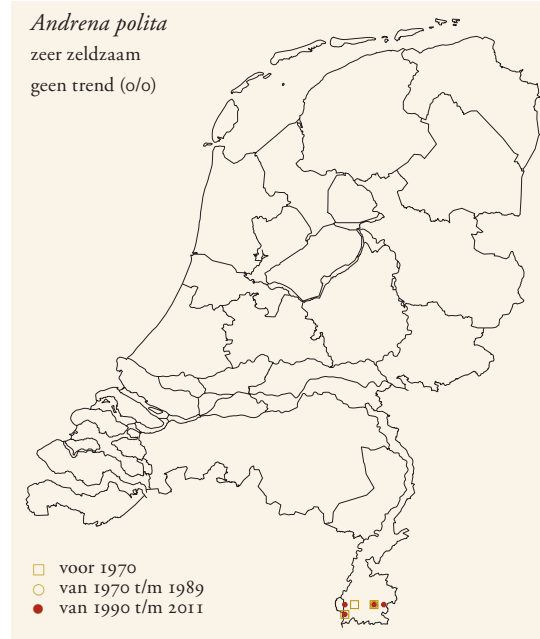 Andrena polita
zeer zeldzaam
geen trend (0/0)
voor 1970
van 1970 t/m 1989
van 1990 t/m 2011